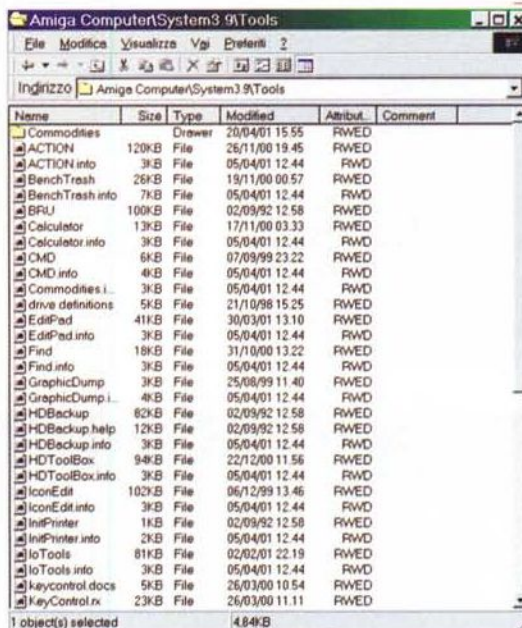 Amiga Computer\System3.9\Tools
File Modifica Visualizza Vai Preferiti ?
Indirizzo Amiga Computer\System3.9\Tools
Name Size Type Modified Attribut... Comment
Commodities Drawer 20/04/01 15.55 RWED
ACTION 120KB File 26/11/00 19.45 RWED
ACTION.info 3KB File 05/04/01 12.44 RWD
BenchTrash 26KB File 19/11/00 00.57 RWED
BenchTrash.info 7KB File 05/04/01 12.44 RWD
BRU 100KB File 02/09/92 12.58 RWED
Calculator 13KB File 17/11/00 03.33 RWED
Calculator.info 3KB File 05/04/01 12.44 RWD
CMD 6KB File 07/09/99 23.22 RWED
CMD.info 4KB File 05/04/01 12.44 RWD
Commodities.i... 3KB File 05/04/01 12.44 RWD
drive definitions 5KB File 21/10/98 15.25 RWED
EditPad 41KB File 30/03/01 13.10 RWED
EditPad.info 3KB File 05/04/01 12.44 RWD
Find 18KB File 31/10/00 13.22 RWED
Find.info 3KB File 05/04/01 12.44 RWD
GraphicDump 3KB File 25/08/99 11.40 RWED
GraphicDump.i... 4KB File 05/04/01 12.44 RWD
HDBackup 82KB File 02/09/92 12.58 RWED
HDBackup.help 12KB File 02/09/92 12.58 RWED
HDBackup.info 3KB File 05/04/01 12.44 RWD
HDToolBox 94KB File 22/12/00 11.56 RWED
HDToolBox.info 3KB File 05/04/01 12.44 RWD
IconEdit 102KB File 06/12/99 13.46 RWED
IconEdit.info 3KB File 05/04/01 12.44 RWD
InitPrinter 1KB File 02/09/92 12.58 RWED
InitPrinter.info 2KB File 05/04/01 12.44 RWD
IoTools 81KB File 02/02/01 22.19 RWED
IoTools.info 3KB File 05/04/01 12.44 RWD
keycontrol.docs 5KB File 26/03/00 10.54 RWED
KeyControl.rx 23KB File 26/03/00 11.11 RWED
1 object(s) selected 4.84KB